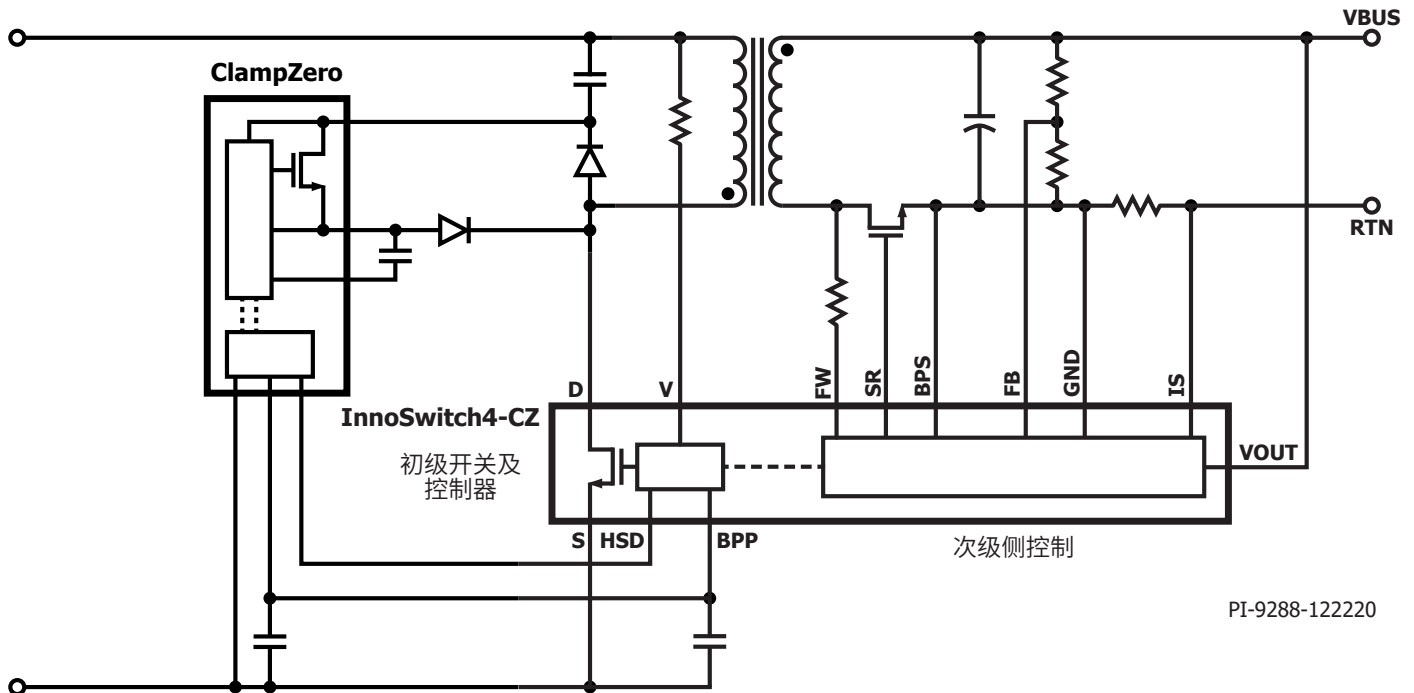 VBUS
ClampZero
RTN
FW
SR
BPS
FB
GND
IS
D
V
InnoSwitch4-CZ
VOUT
初级开关及
控制器
S
HSD
BPP
次级侧控制
PI-9288-122220